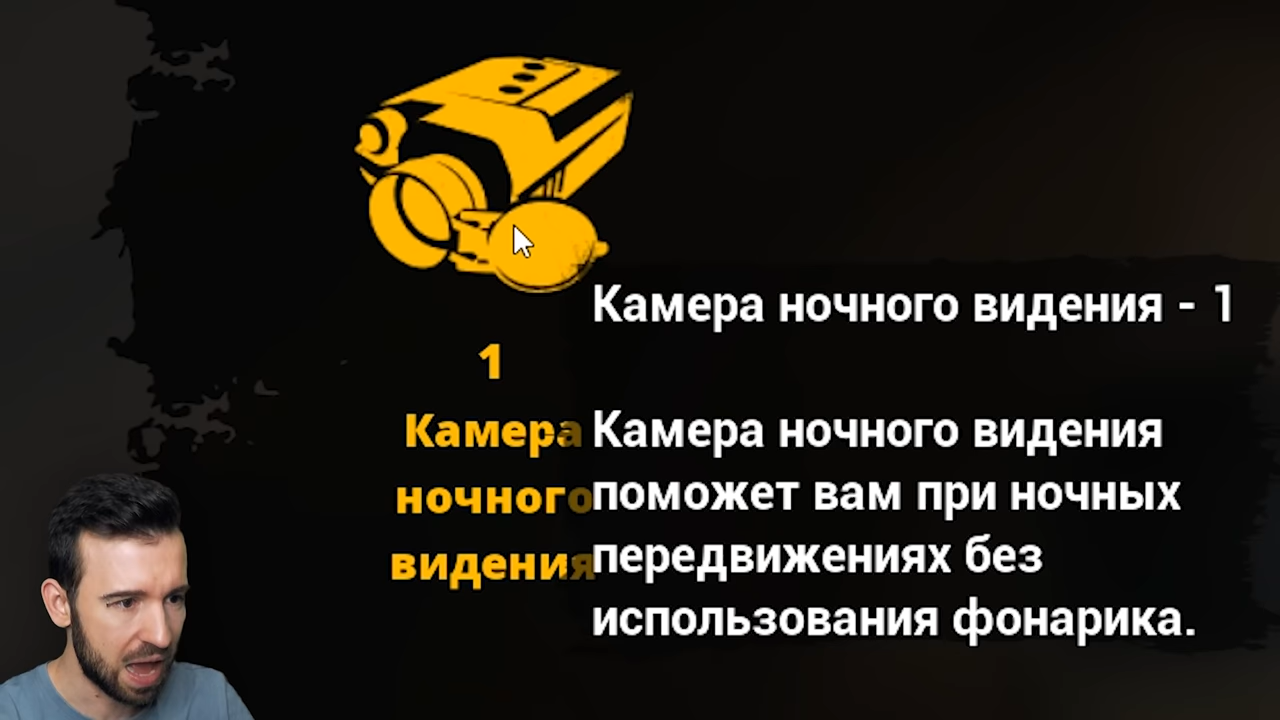 1
Камера
ночного
видения
Камера ночного видения - 1
Камера ночного видения
поможет вам при ночных
передвижениях без
использования фонарика.